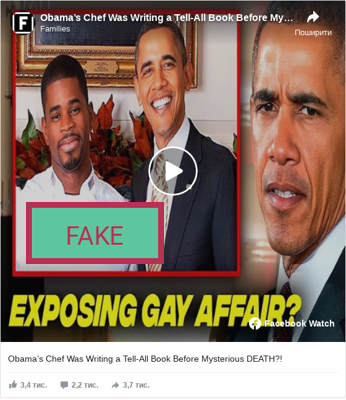 Obama's Chef Was Writing a Tell-All Book Before My...
Families
Поширити
FAKE
EXPOSING GAY AFFAIR?
Facebook Watch
Obama's Chef Was Writing a Tell-All Book Before Mysterious DEATH?!
3,4 тис.
2,2 тис.
3,7 тис.